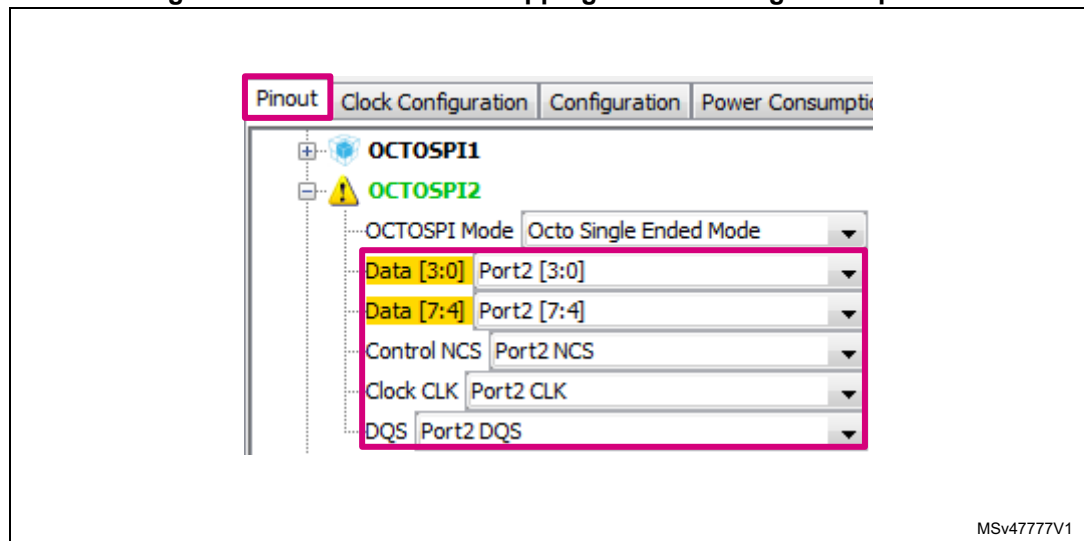 Pinout Clock Configuration Configuration Power Consumptio
OCTOSPI1
OCTOSPI2
OCTOSPI Mode Octo Single Ended Mode
Data [3:0] Port2 [3:0]
Data [7:4] Port2 [7:4]
Control NCS Port2 NCS
Clock CLK Port2 CLK
DQS Port2 DQS
MSv47777V1